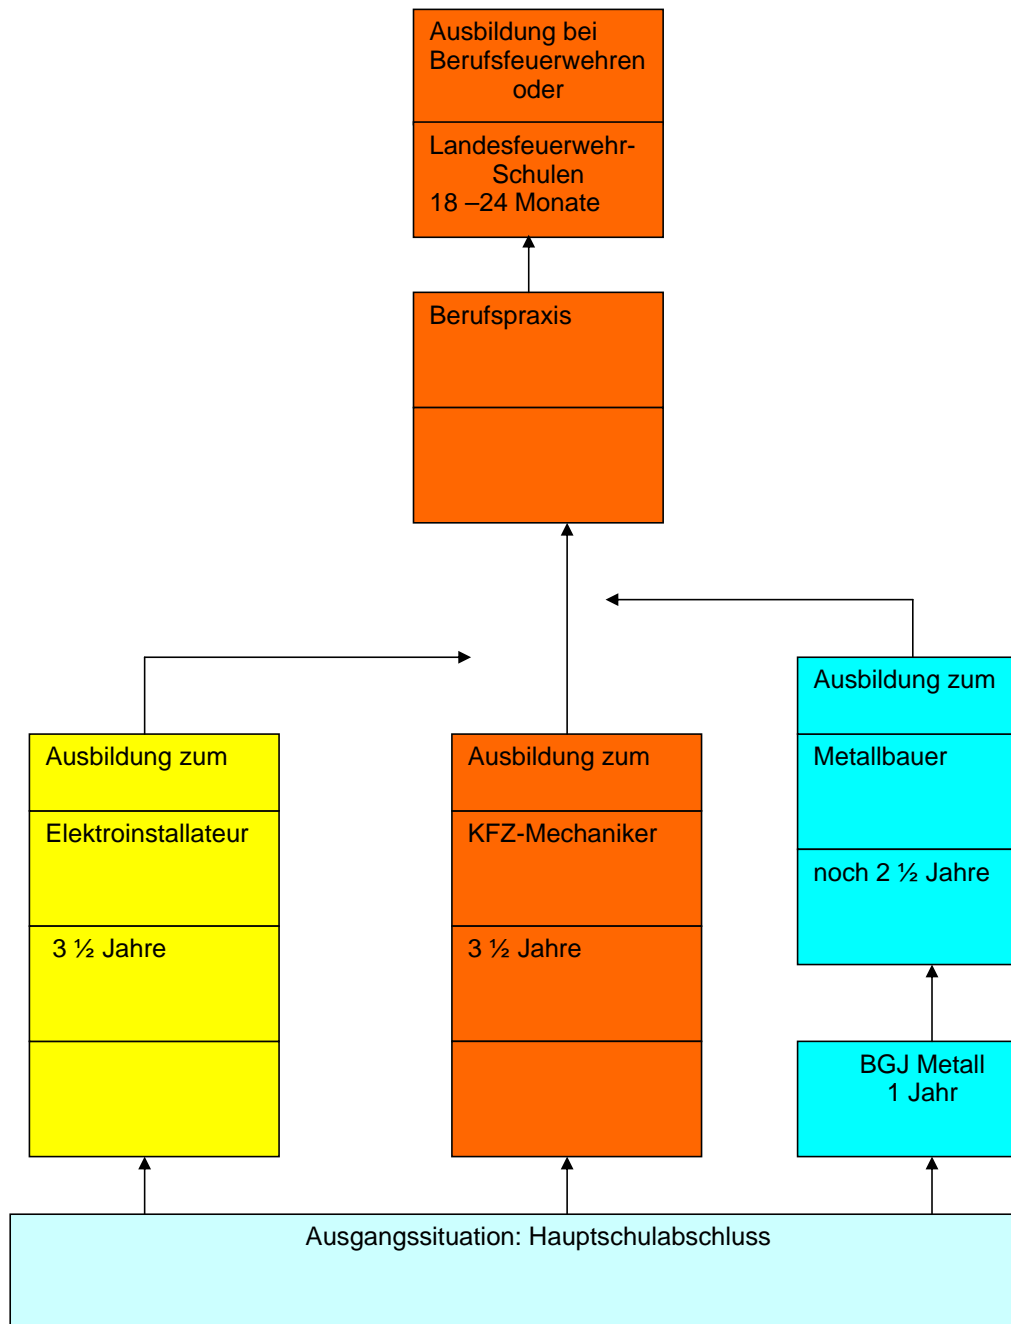 Ausbildung bei
Berufsfeuerwehren
oder
Landesfeuerwehr-
Schulen
18 –24 Monate
Berufspraxis
Ausbildung zum
Elektroinstallateur
3 ½ Jahre
Ausbildung zum
KFZ-Mechaniker
3 ½ Jahre
Ausbildung zum
Metallbauer
noch 2 ½ Jahre
BGJ Metall
1 Jahr
Ausgangssituation: Hauptschulabschluss